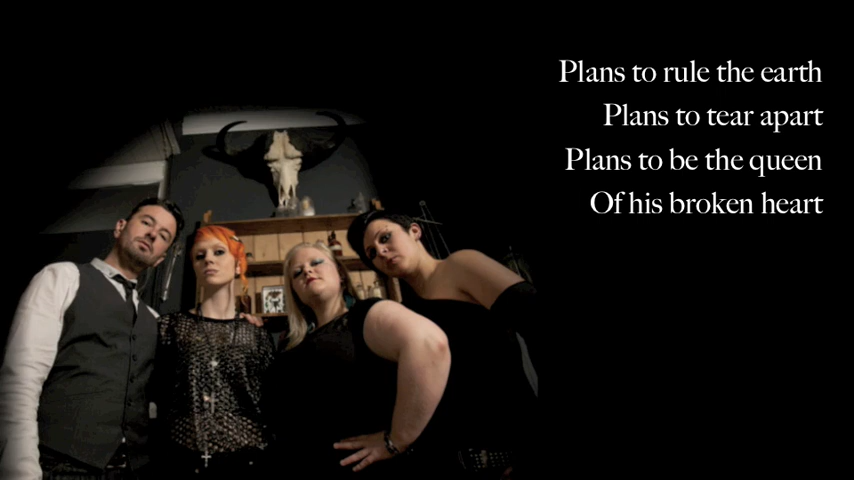 Plans to rule the earth
Plans to tear apart
Plans to be the queen
Of his broken heart